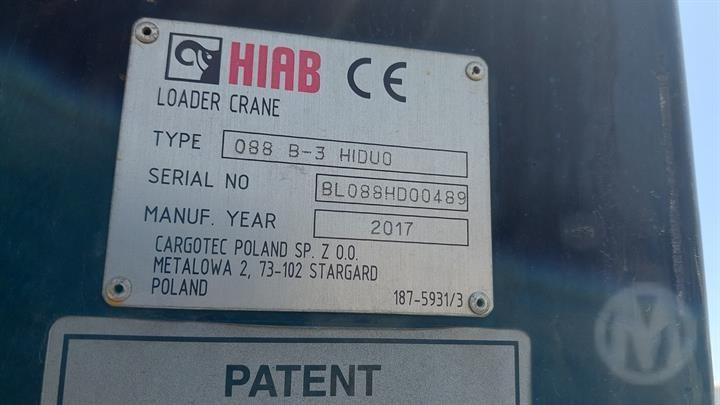 HIAB CE
LOADER CRANE
TYPE 088 B-3 HIDUO
SERIAL NO BL088HD00489
MANUF. YEAR 2017
CARGOTEC POLAND SP. Z O.O.
METALOWA 2, 73-102 STARGARD
POLAND 187-5931/3
PATENT
M